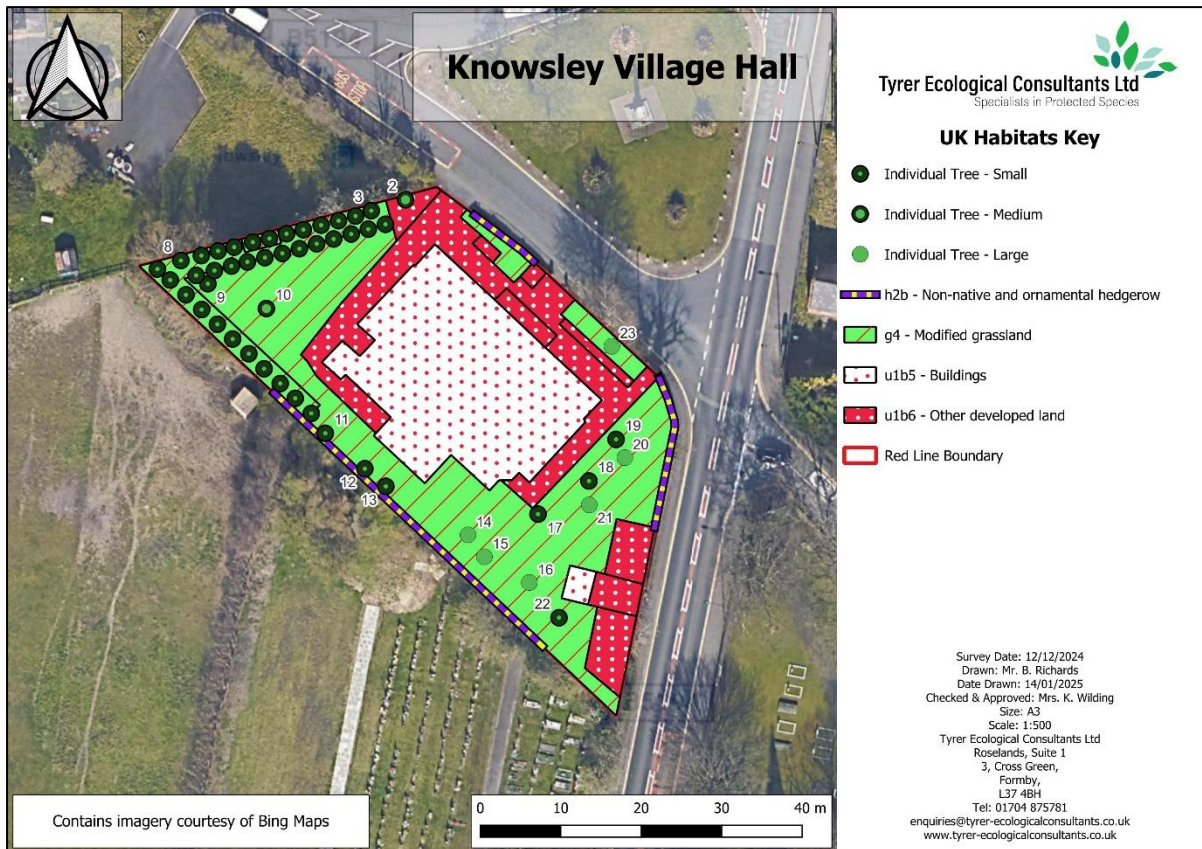 Knowsley Village Hall
BUS STOP
2
3
8
9
10
11
12
13
14
15
16
17
18
19
20
21
22
23
Contains imagery courtesy of Bing Maps
0 10 20 30 40 m
Tyrer Ecological Consultants Ltd
Specialists in Protected Species
UK Habitats Key
Individual Tree - Small
Individual Tree - Medium
Individual Tree - Large
h2b - Non-native and ornamental hedgerow
g4 - Modified grassland
u1b5 - Buildings
u1b6 - Other developed land
Red Line Boundary
Survey Date: 12/12/2024
Drawn: Mr. B. Richards
Date Drawn: 14/01/2025
Checked & Approved: Mrs. K. Wilding
Size: A3
Scale: 1:500
Tyrer Ecological Consultants Ltd
Roselands, Suite 1
3, Cross Green,
Formby,
L37 4BH
Tel: 01704 875781
enquiries@tyrer-ecologicalconsultants.co.uk
www.tyrer-ecologicalconsultants.co.uk